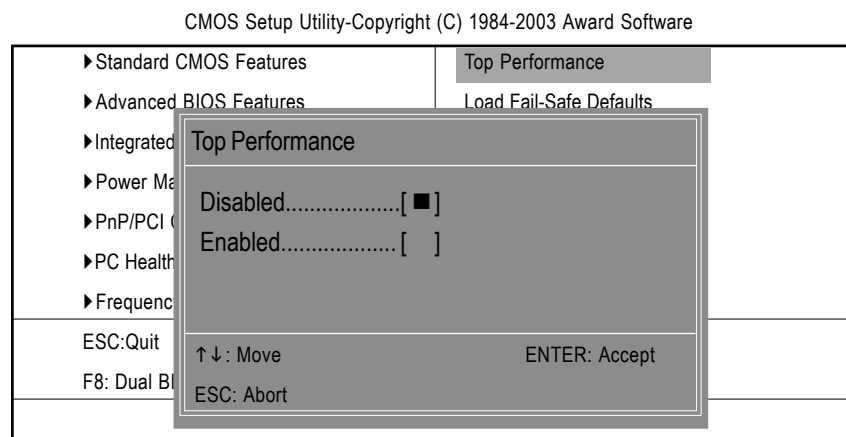 CMOS Setup Utility-Copyright (C) 1984-2003 Award Software
▶Standard CMOS Features
Top Performance
▶Advanced BIOS Features
Load Fail-Safe Defaults
▶Integrated
▶Power Ma
▶PnP/PCI
▶PC Health
▶Frequenc
Top Performance
Disabled...................[ ■ ]
Enabled................... [ ]
↑↓: Move
ENTER: Accept
ESC: Abort
ESC:Quit
F8: Dual BI